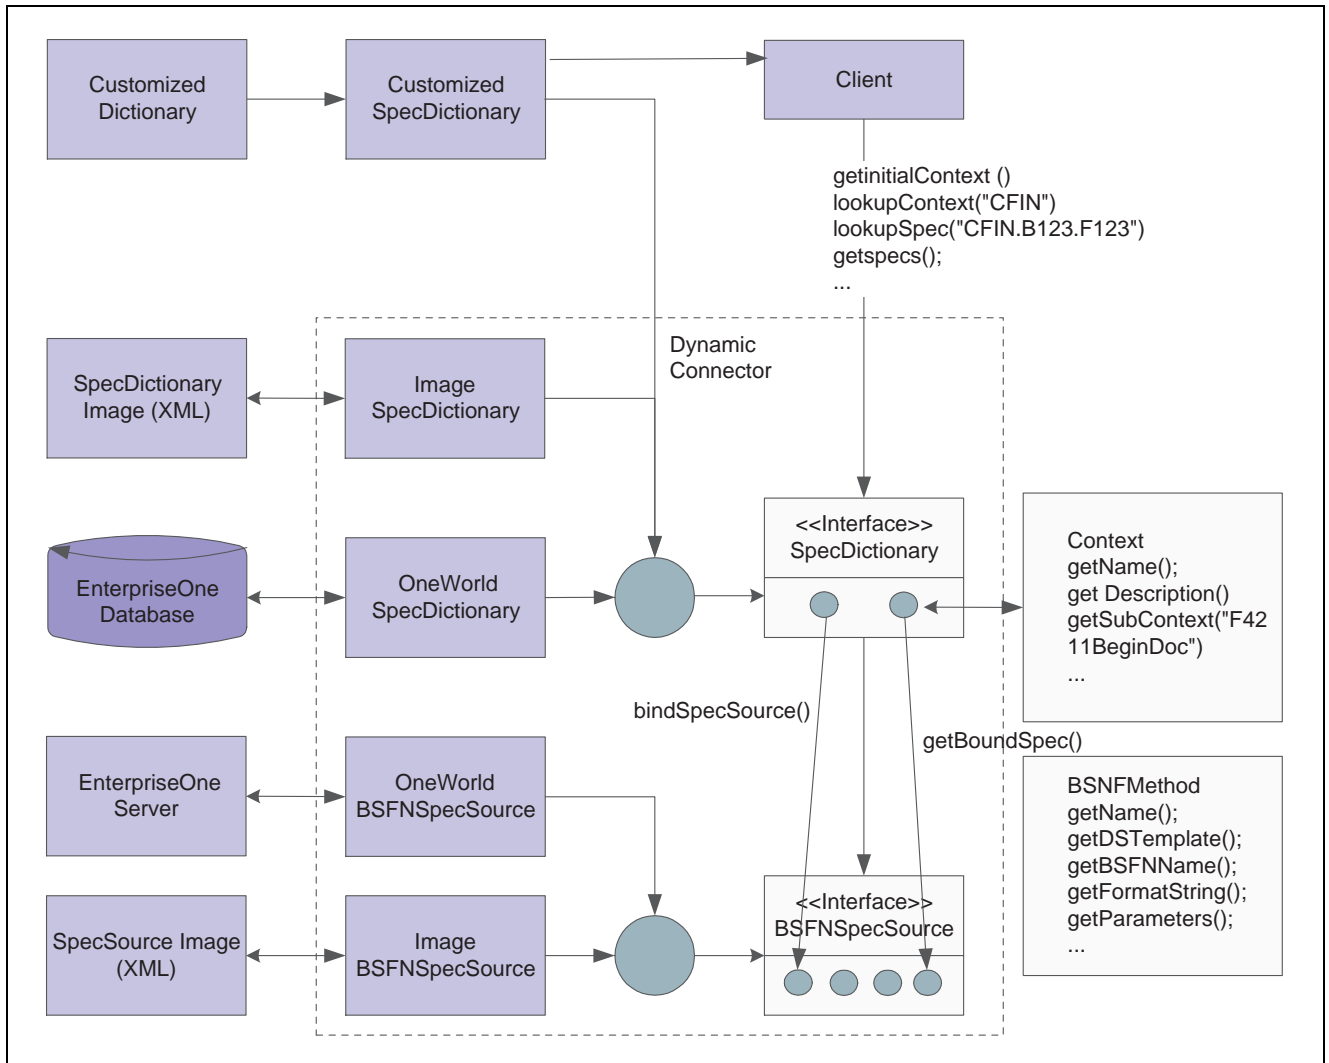 Customized
Dictionary
Customized
SpecDictionary
Client
getinitialContext ()
lookupContext("CFIN")
lookupSpec("CFIN.B123.F123")
getspecs();
...
Dynamic
Connector
SpecDictionary
Image (XML)
Image
SpecDictionary
EnterpriseOne
Database
OneWorld
SpecDictionary
<<Interface>>
SpecDictionary
Context
getName();
get Description()
getSubContext("F42
11BeginDoc")
...
bindSpecSource()
getBoundSpec()
EnterpriseOne
Server
OneWorld
BSFNSpecSource
BSNFMethod
getName();
getDSTemplate();
getBSFNName();
getFormatString();
getParameters();
...
SpecSource Image
(XML)
Image
BSFNSpecSource
<<Interface>>
BSFNSpecSource